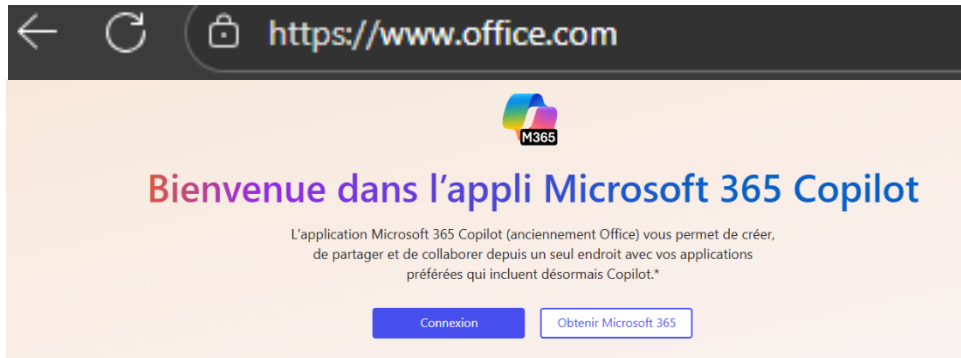 https://www.office.com
M365
Bienvenue dans l'appli Microsoft 365 Copilot
L'application Microsoft 365 Copilot (anciennement Office) vous permet de créer,
de partager et de collaborer depuis un seul endroit avec vos applications
préférées qui incluent désormais Copilot.*
Connexion Obtenir Microsoft 365